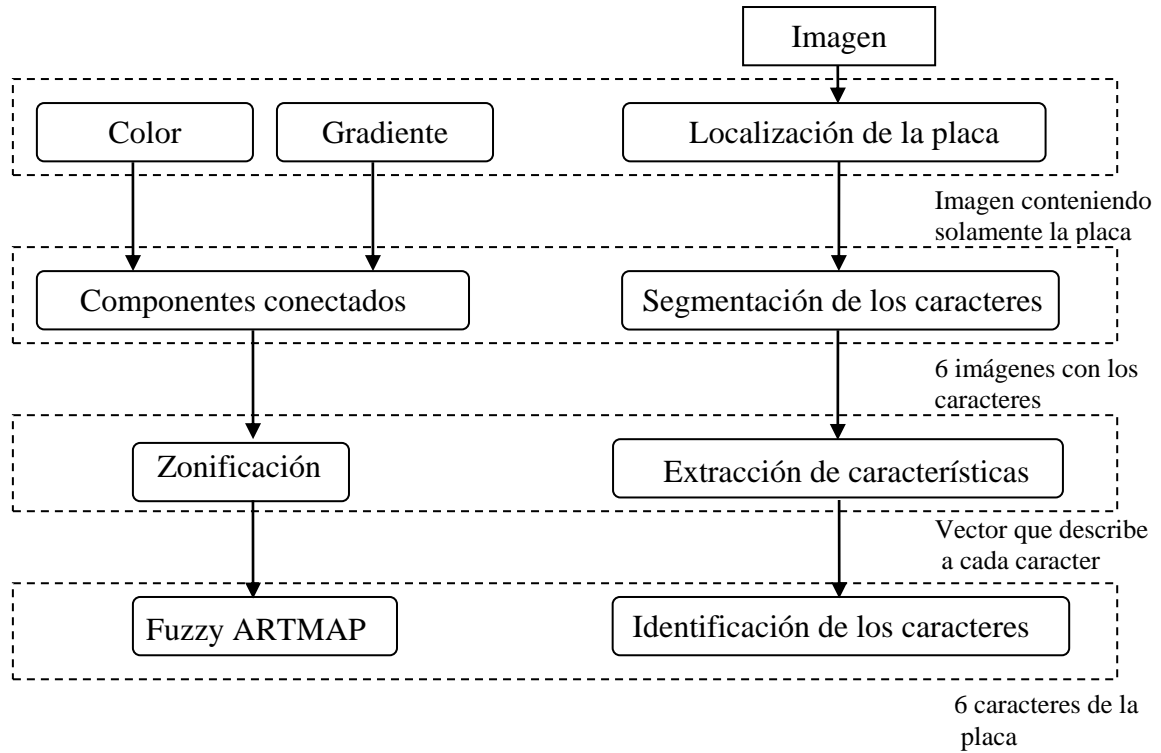 Imagen
Color
Gradiente
Localización de la placa
Imagen conteniendo
solamente la placa
Componentes conectados
Segmentación de los caracteres
6 imágenes con los
caracteres
Zonificación
Extracción de características
Vector que describe
a cada caracter
Fuzzy ARTMAP
Identificación de los caracteres
6 caracteres de la
placa